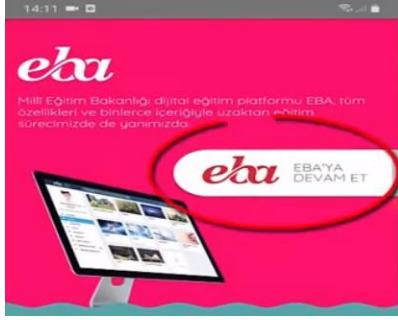 14:11
eba
Millî Eğitim Bakanlığı dijital eğitim platformu EBA, tüm
özellikleri ve binlerce içeriğiyle uzaktan eğitim
sürecimizde de yanımızda.
eba EBA'YA
DEVAM ET